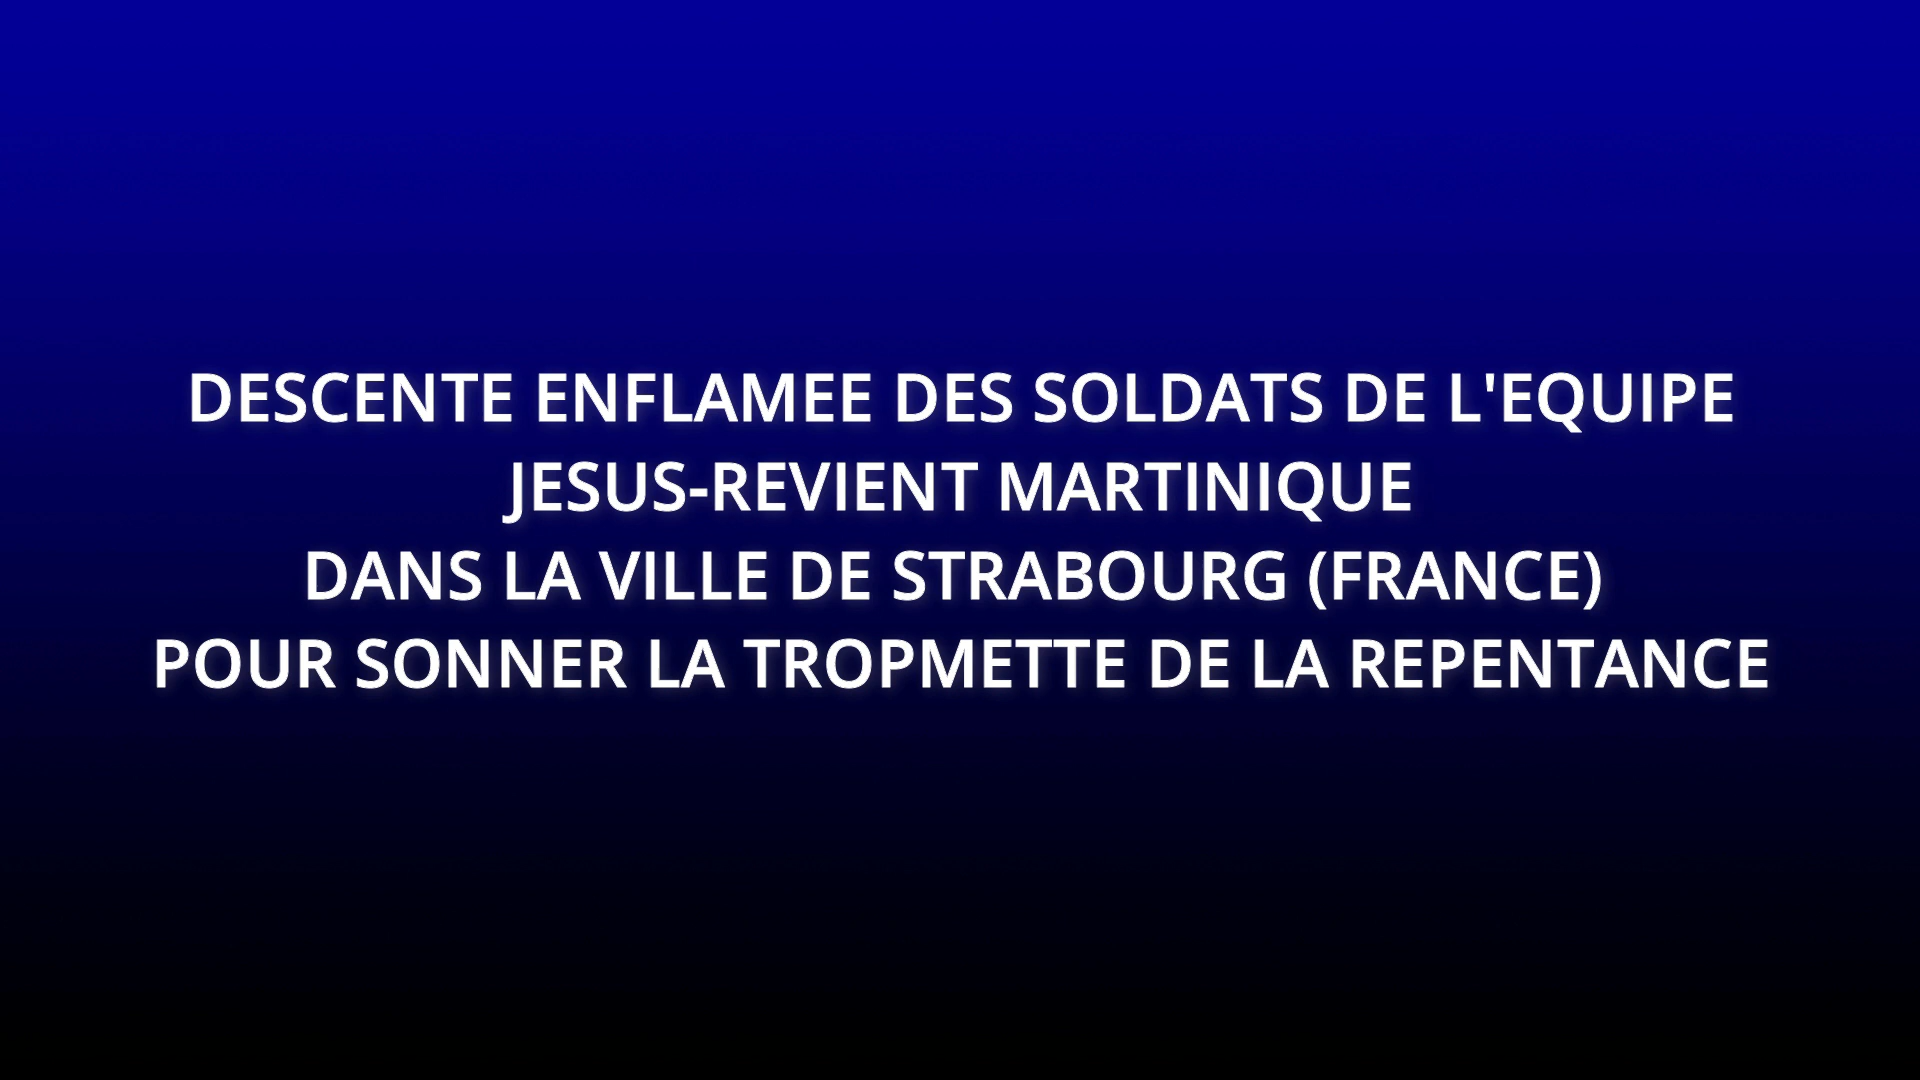 DESCENTE ENFLAMEE DES SOLDATS DE L'EQUIPE
JESUS-REVIENT MARTINIQUE
DANS LA VILLE DE STRABOURG (FRANCE)
POUR SONNER LA TROPMETTE DE LA REPENTANCE